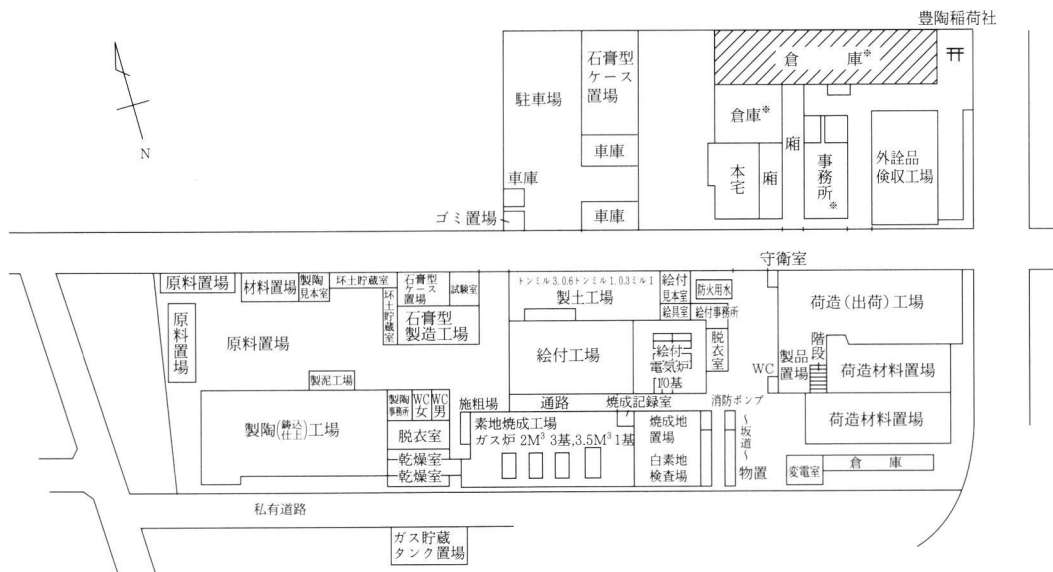 豊陶稲荷社
石膏型
ケース
置場
倉 庫※
駐車場
倉庫※
車庫
本宅
廂
廂
事務所※
外詮品
倹収工場
車庫
ゴミ置場
車庫
N
守衛室
原料置場
材料置場
製陶
見本室
坏土貯蔵室
石膏型
ケース
置場
試験室
トンミル3.0.6トンミル1.0.3ミル1
製土工場
絵付
見本室
防火用水
絵具室
絵付事務所
荷造(出荷)工場
原料置場
原料置場
坏土貯蔵室
石膏型
製造工場
絵付工場
絵付
電気炉
10基
脱衣室
WC
製品置場
階段
荷造材料置場
製泥工場
製陶(鋳込仕上)工場
製陶
事務所
WC
女
WC
男
施粗場
通路
焼成記録室
消防ポンプ
荷造材料置場
脱衣室
素地焼成工場
ガス炉 2M³ 3基,3.5M³ 1基
焼成地
置場
〜坂道〜
乾燥室
乾燥室
白素地
検査場
物置
変電室
倉 庫
私有道路
ガス貯蔵
タンク置場